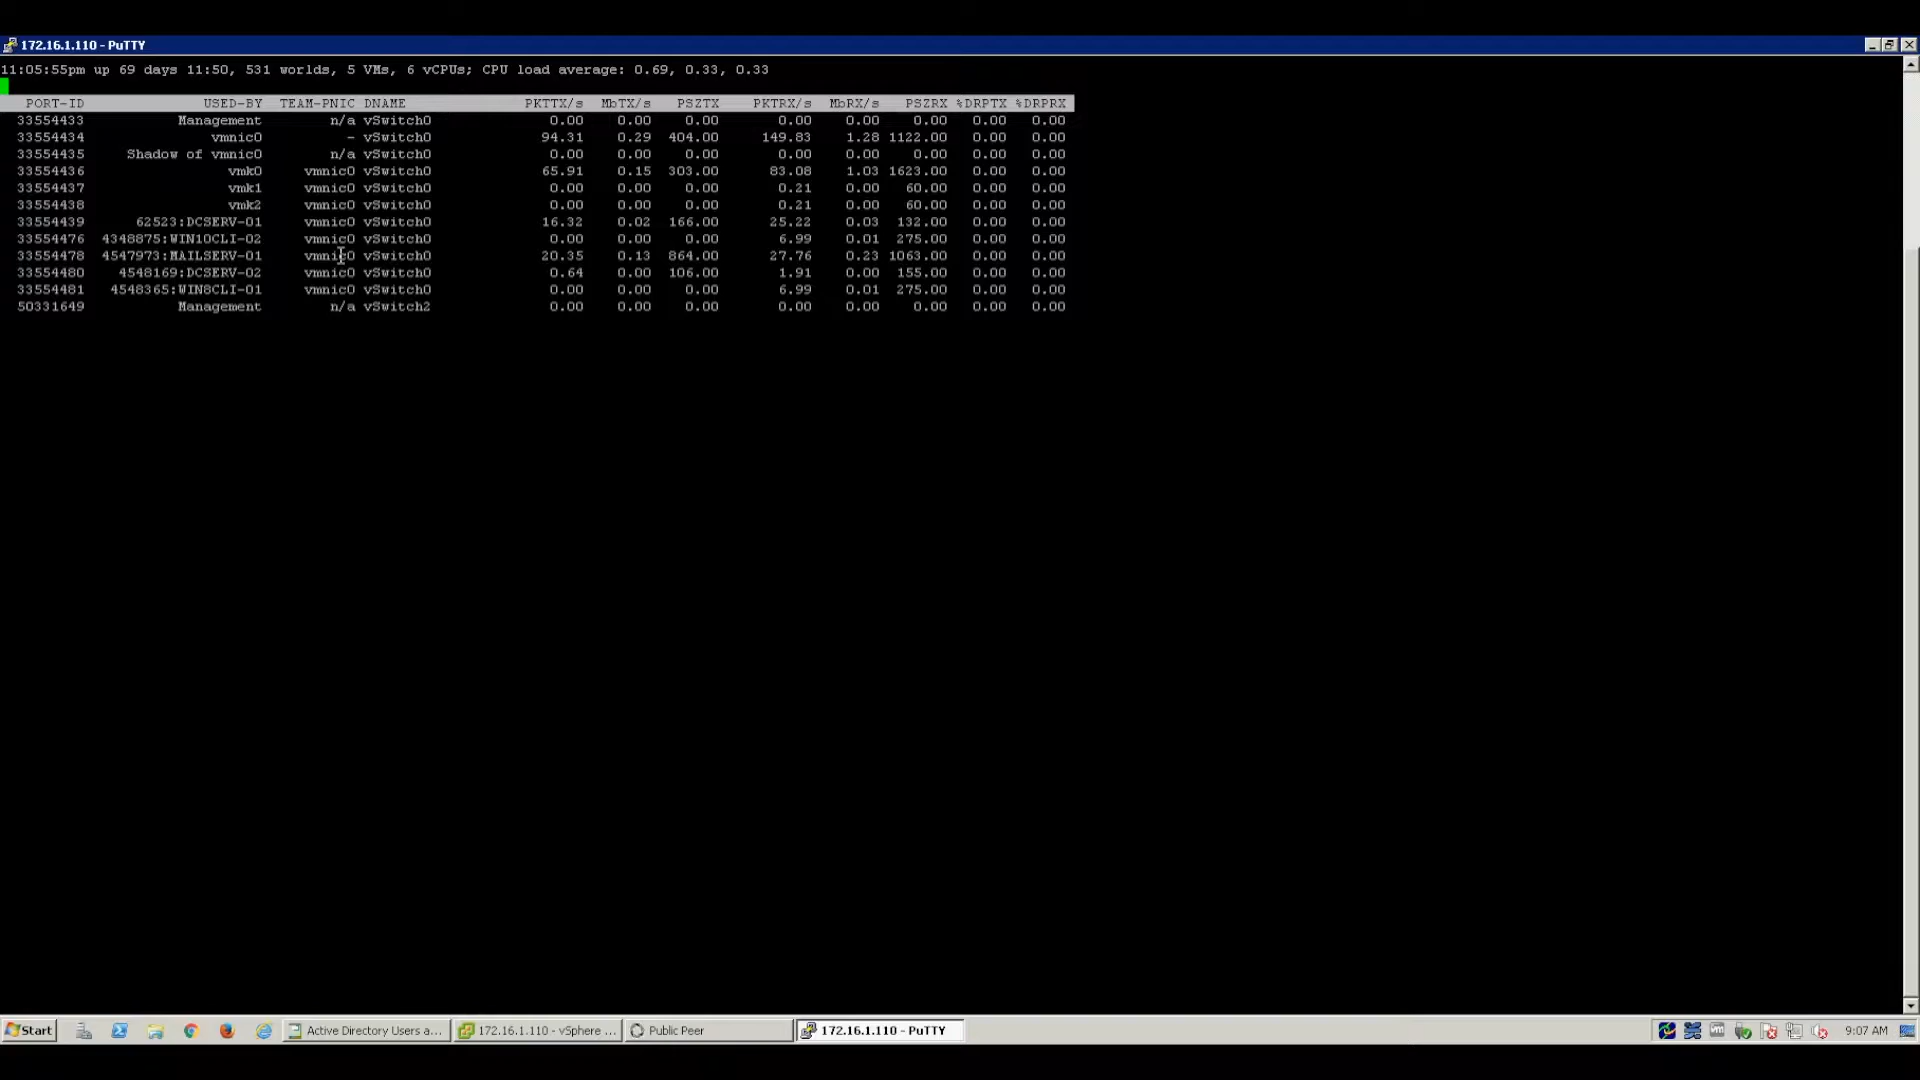 172.16.1.110 - PuTTY
11:05:55pm up 69 days 11:50, 531 worlds, 5 VMs, 6 vCPUs; CPU load average: 0.69, 0.33, 0.33
PORT-ID USED-BY TEAM-PNIC DNAME PKTTX/s MbTX/s PSZTX PKTRX/s MbRX/s PSZRX %DRPTX %DRPRX
33554433 Management n/a vSwitch0 0.00 0.00 0.00 0.00 0.00 0.00 0.00 0.00
33554434 vmnic0 - vSwitch0 94.31 0.29 404.00 149.83 1.28 1122.00 0.00 0.00
33554435 Shadow of vmnic0 n/a vSwitch0 0.00 0.00 0.00 0.00 0.00 0.00 0.00 0.00
33554436 vmk0 vmnic0 vSwitch0 65.91 0.15 303.00 83.08 1.03 1623.00 0.00 0.00
33554437 vmk1 vmnic0 vSwitch0 0.00 0.00 0.00 0.21 0.00 60.00 0.00 0.00
33554438 vmk2 vmnic0 vSwitch0 0.00 0.00 0.00 0.21 0.00 60.00 0.00 0.00
33554439 62523:DCSERV-01 vmnic0 vSwitch0 16.32 0.02 166.00 25.22 0.03 132.00 0.00 0.00
33554476 4348875:WIN10CLI-02 vmnic0 vSwitch0 0.00 0.00 0.00 6.99 0.01 275.00 0.00 0.00
33554478 4547973:MAILSERV-01 vmnic0 vSwitch0 20.35 0.13 864.00 27.76 0.23 1063.00 0.00 0.00
33554480 4548169:DCSERV-02 vmnic0 vSwitch0 0.64 0.00 106.00 1.91 0.00 155.00 0.00 0.00
33554481 4548365:WIN8CLI-01 vmnic0 vSwitch0 0.00 0.00 0.00 6.99 0.01 275.00 0.00 0.00
50331649 Management n/a vSwitch2 0.00 0.00 0.00 0.00 0.00 0.00 0.00 0.00
Start Active Directory Users a... 172.16.1.110 - vSphere ... Public Peer 172.16.1.110 - PuTTY 9:07 AM